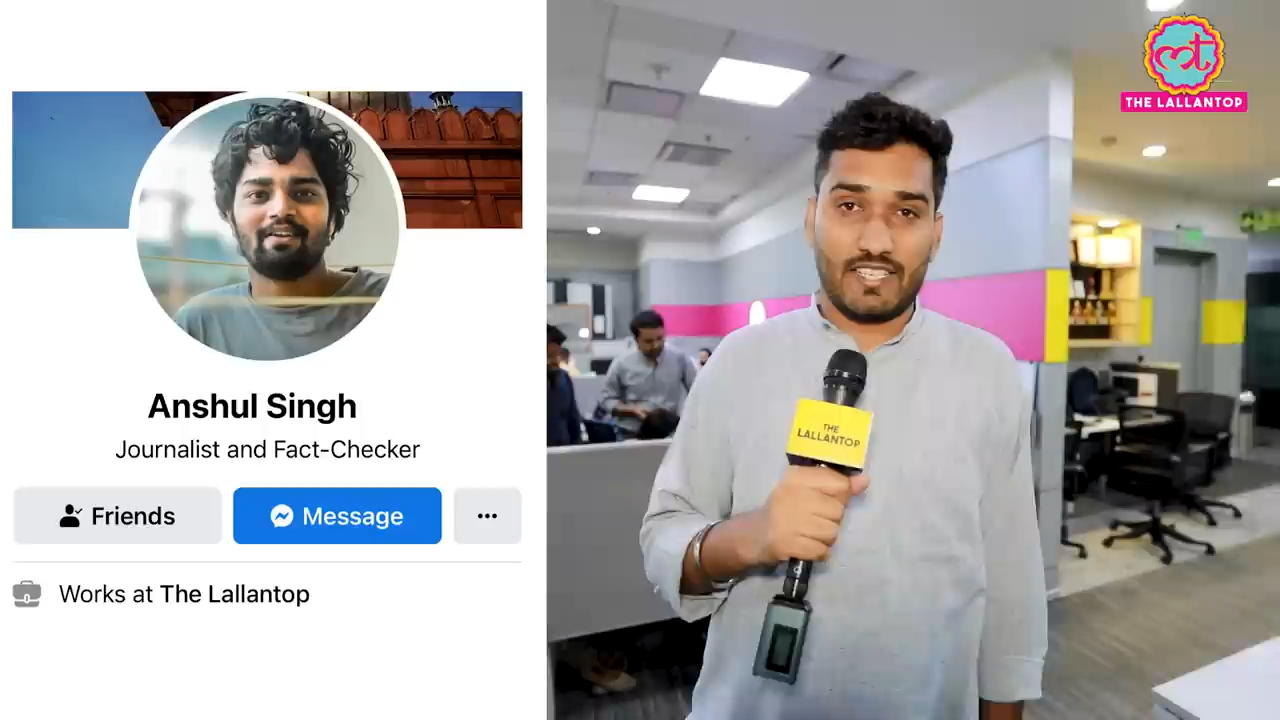 Anshul Singh
Journalist and Fact-Checker
Friends
Message
Works at The Lallantop
THE
LALLANTOP
THE LALLANTOP